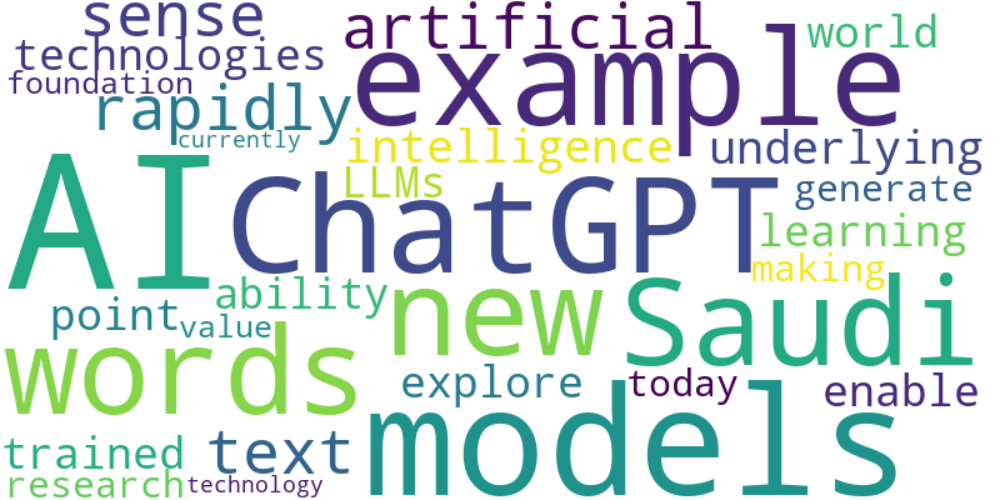 sense artificial world
technologies example
foundation
rapidly
currently intelligence underlying
AI ChatGPT LLMs generate
learning
making
ability new Saudi
point value
words explore today enable
models
trained text
research technology